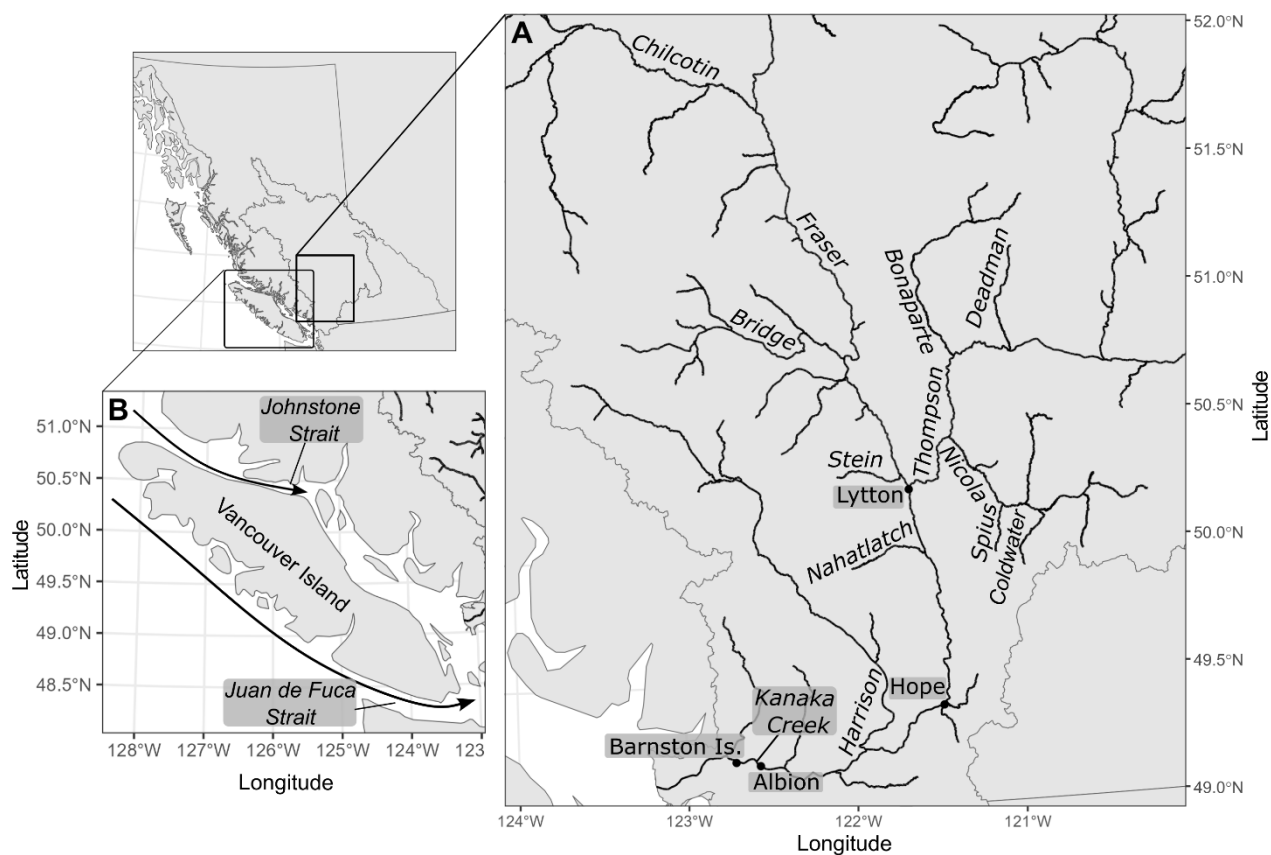 A
Chilcotin
Fraser
Bonaparte
Deadman
Bridge
Thompson
Stein
Lytton
Nicola
Spius
Coldwater
Nahatlatch
Harrison
Hope
Kanaka
Creek
Barnston Is.
Albion
52.0°N
51.5°N
51.0°N
50.5°N
50.0°N
49.5°N
49.0°N
Latitude
124°W
123°W
122°W
121°W
Longitude
B
Johnstone
Strait
Vancouver Island
Juan de Fuca
Strait
51.0°N
50.5°N
50.0°N
49.5°N
49.0°N
48.5°N
Latitude
128°W
127°W
126°W
125°W
124°W
123
Longitude